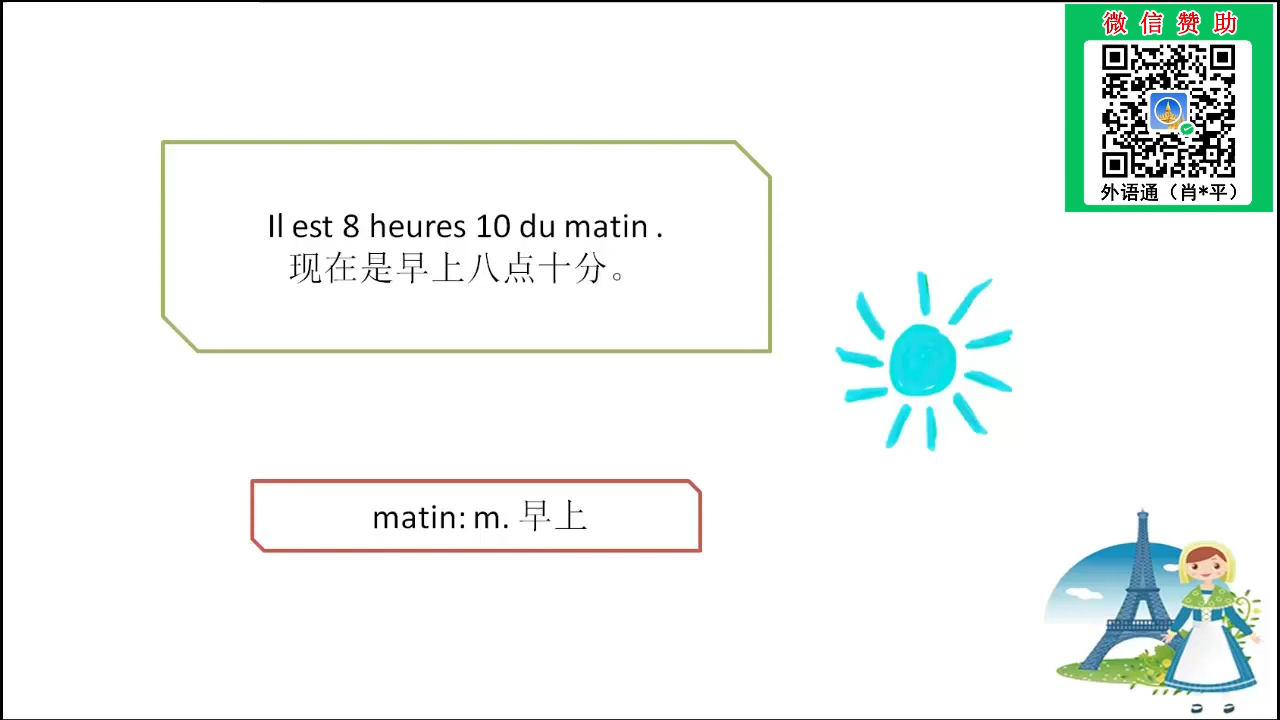 微信赞助
外语通（肖*平）
Il est 8 heures 10 du matin .
现在是早上八点十分。
matin: m. 早上